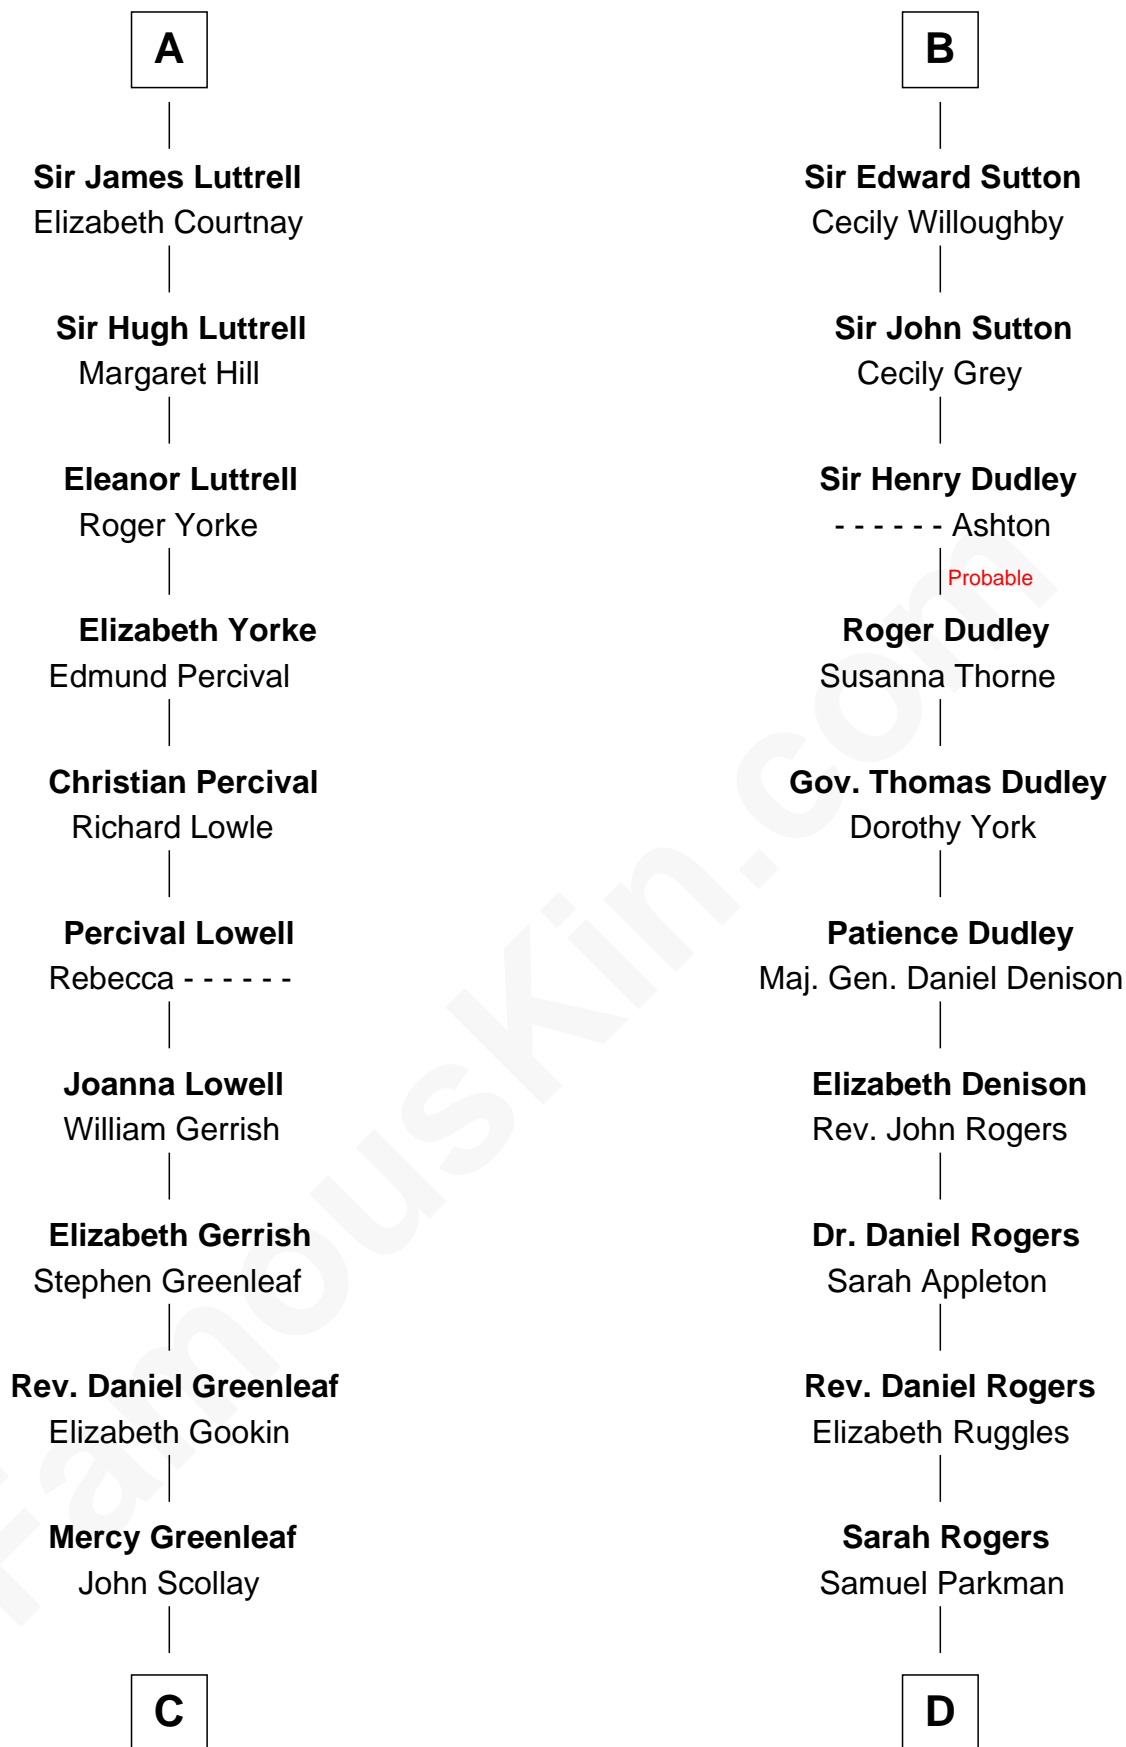 A
Sir James Luttrell
Elizabeth Courtnay
Sir Hugh Luttrell
Margaret Hill
Eleanor Luttrell
Roger Yorke
Elizabeth Yorke
Edmund Percival
Christian Percival
Richard Lowle
Percival Lowell
Rebecca - - - - - -
Joanna Lowell
William Gerrish
Elizabeth Gerrish
Stephen Greenleaf
Rev. Daniel Greenleaf
Elizabeth Gookin
Mercy Greenleaf
John Scollay
C
B
Sir Edward Sutton
Cecily Willoughby
Sir John Sutton
Cecily Grey
Sir Henry Dudley
- - - - - - Ashton
Probable
Roger Dudley
Susanna Thorne
Gov. Thomas Dudley
Dorothy York
Patience Dudley
Maj. Gen. Daniel Denison
Elizabeth Denison
Rev. John Rogers
Dr. Daniel Rogers
Sarah Appleton
Rev. Daniel Rogers
Elizabeth Ruggles
Sarah Rogers
Samuel Parkman
D
FamousKin.com